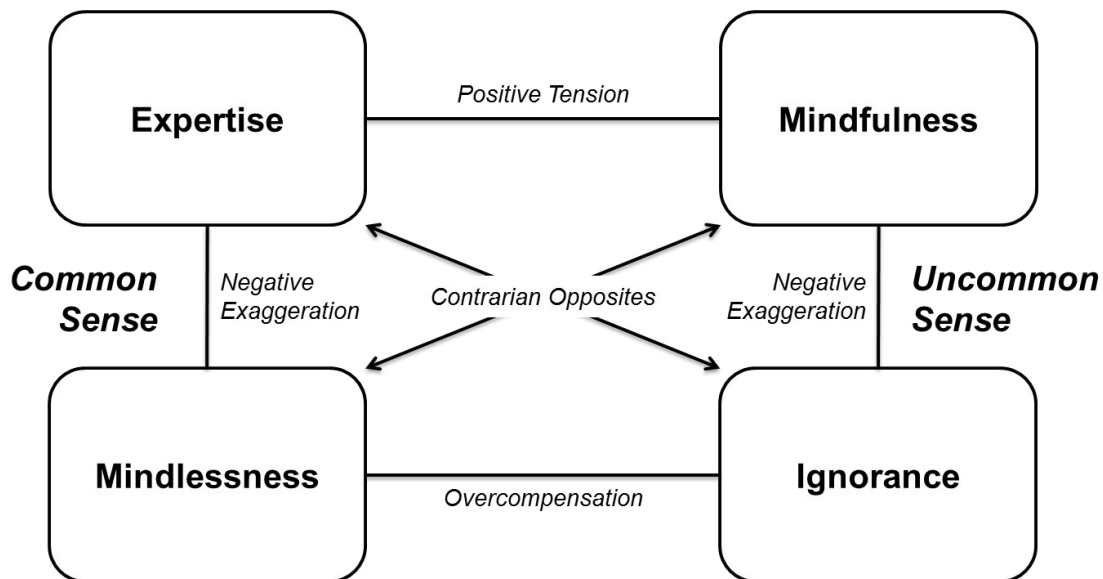 Positive Tension
Expertise
Mindfulness
Common
Sense
Negative
Exaggeration
Contrarian Opposites
Negative
Exaggeration
Uncommon
Sense
Mindlessness
Ignorance
Overcompensation